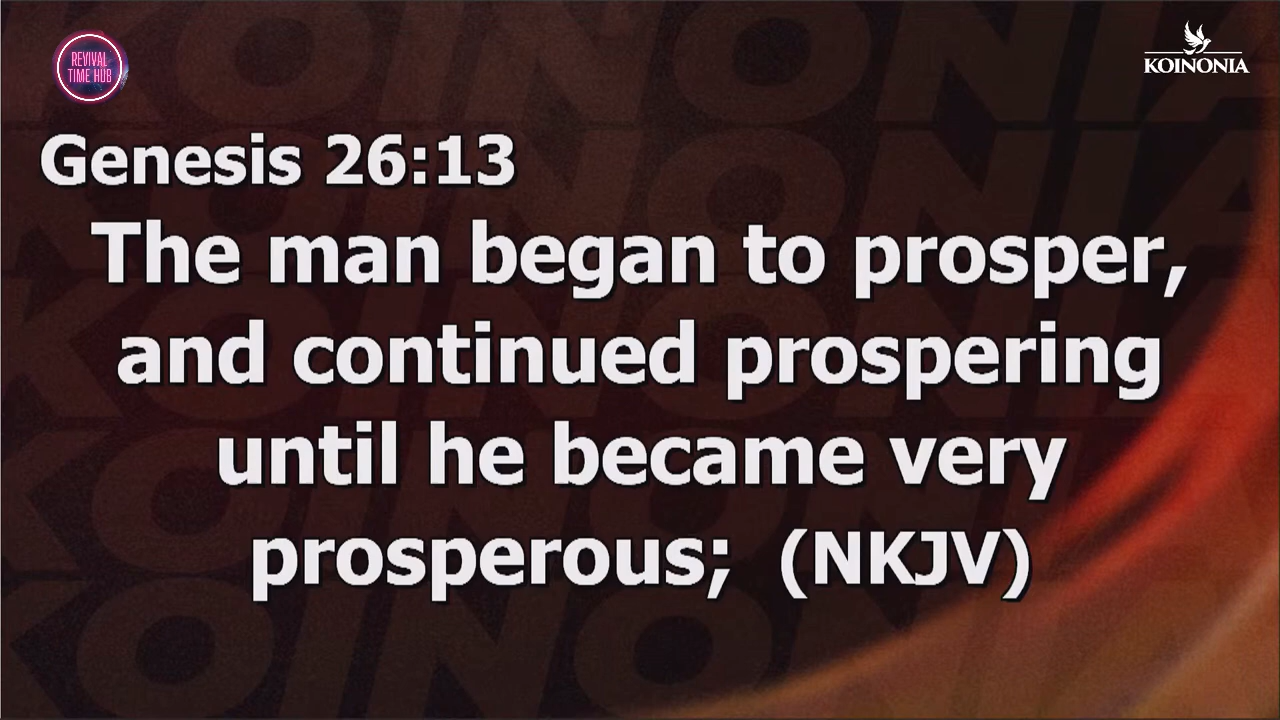 REVIVAL
TIME HUB
KOINONIA
Genesis 26:13
The man began to prosper,
and continued prospering
until he became very
prosperous; (NKJV)